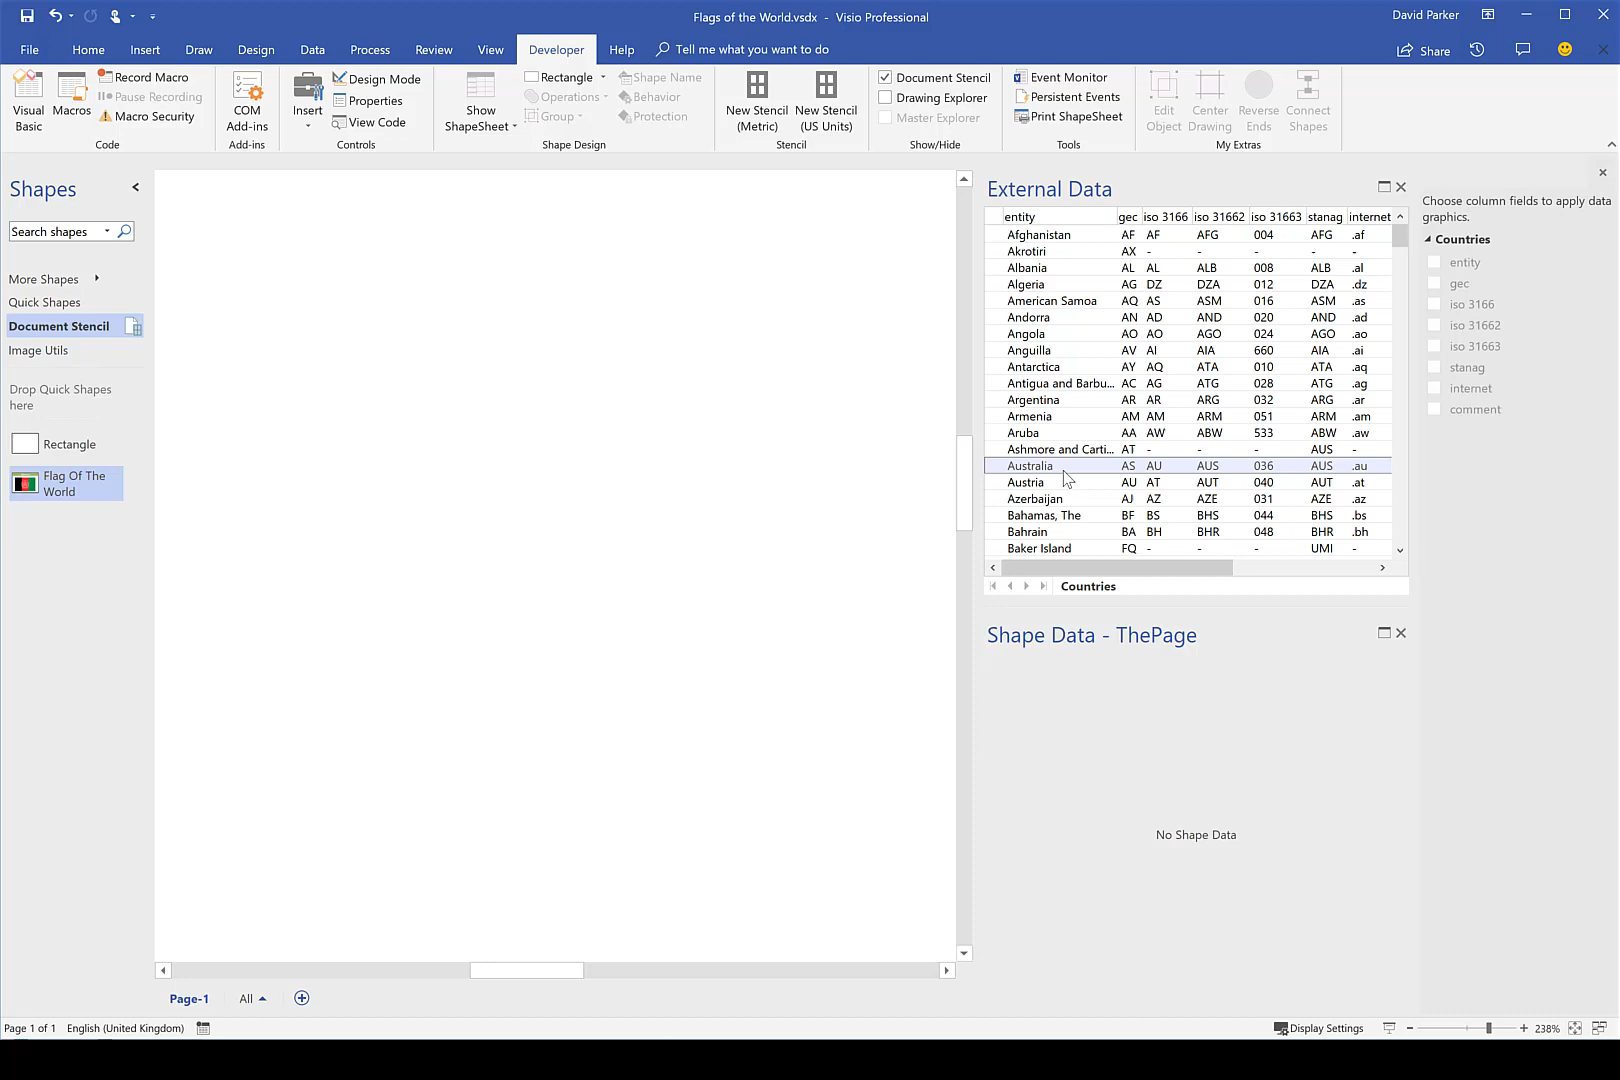 Flags of the World.vsdx - Visio Professional
David Parker
File Home Insert Draw Design Data Process Review View Developer Help Tell me what you want to do
Share
Visual Basic
Macros
Record Macro
Pause Recording
Macro Security
Code
COM Add-ins
Add-ins
Insert
Design Mode
Properties
View Code
Controls
Show ShapeSheet
Rectangle
Operations
Group
Shape Name
Behavior
Protection
Shape Design
New Stencil (Metric)
New Stencil (US Units)
Stencil
Document Stencil
Drawing Explorer
Master Explorer
Show/Hide
Event Monitor
Persistent Events
Print ShapeSheet
Tools
Edit Object
Center Drawing
Reverse Ends
Connect Shapes
My Extras
Shapes
Search shapes
More Shapes
Quick Shapes
Document Stencil
Image Utils
Drop Quick Shapes
here
Rectangle
Flag Of The
World
External Data
entity gec iso 3166 iso 31662 iso 31663 stanag internet
Afghanistan AF AF AFG 004 AFG .af
Akrotiri AX - - - - -
Albania AL AL ALB 008 ALB .al
Algeria AG DZ DZA 012 DZA .dz
American Samoa AQ AS ASM 016 ASM .as
Andorra AN AD AND 020 AND .ad
Angola AO AO AGO 024 AGO .ao
Anguilla AV AI AIA 660 AIA .ai
Antarctica AY AQ ATA 010 ATA .aq
Antigua and Barbu... AC AG ATG 028 ATG .ag
Argentina AR AR ARG 032 ARG .ar
Armenia AM AM ARM 051 ARM .am
Aruba AA AW ABW 533 ABW .aw
Ashmore and Carti... AT - - - AUS -
Australia AS AU AUS 036 AUS .au
Austria AU AT AUT 040 AUT .at
Azerbaijan AJ AZ AZE 031 AZE .az
Bahamas, The BF BS BHS 044 BHS .bs
Bahrain BA BH BHR 048 BHR .bh
Baker Island FQ - - - UMI -
Countries
Shape Data - ThePage
No Shape Data
Choose column fields to apply data
graphics.
Countries
entity
gec
iso 3166
iso 31662
iso 31663
stanag
internet
comment
Page-1 All
Page 1 of 1 English (United Kingdom)
Display Settings 238%